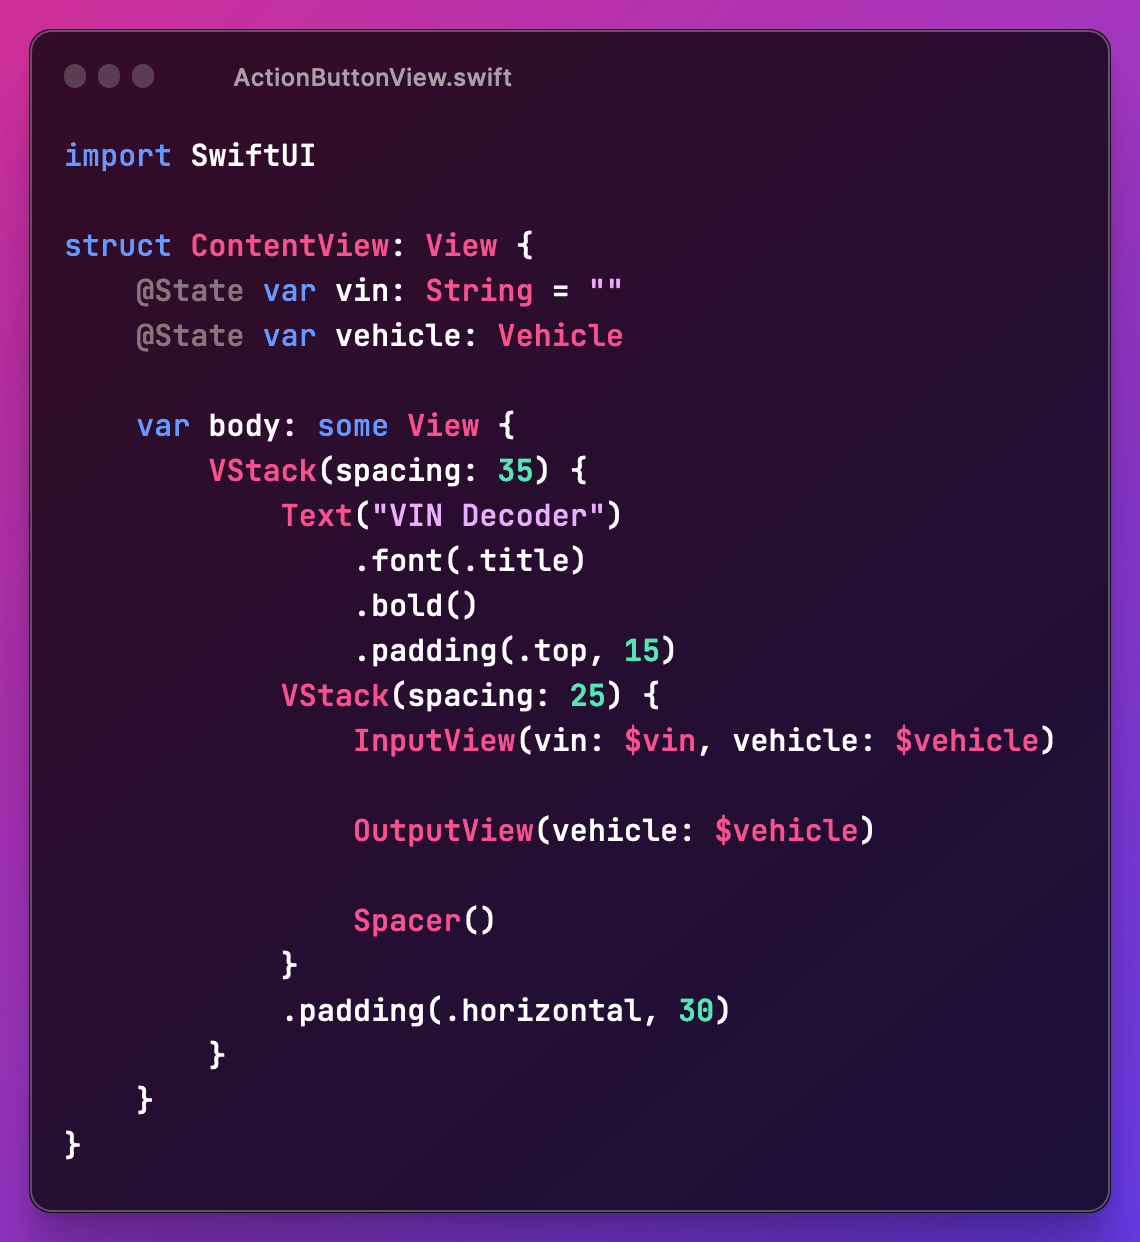 ActionButtonView.swift
import SwiftUI
struct ContentView: View {
    @State var vin: String = ""
    @State var vehicle: Vehicle
    var body: some View {
        VStack(spacing: 35) {
            Text("VIN Decoder")
                .font(.title)
                .bold()
                .padding(.top, 15)
            VStack(spacing: 25) {
                InputView(vin: $vin, vehicle: $vehicle)
                OutputView(vehicle: $vehicle)
                Spacer()
            }
            .padding(.horizontal, 30)
        }
    }
}